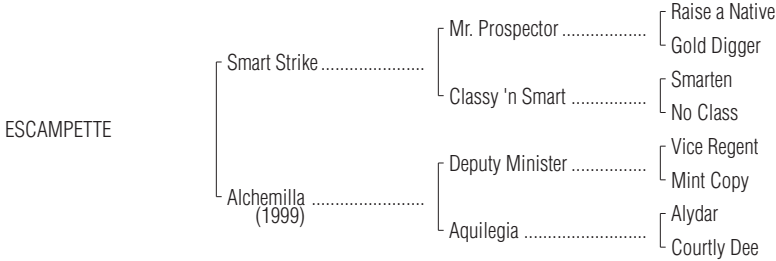 Raise a Native
Mr. Prospector ..................
Gold Digger
Smart Strike......................
Smarten
Classy 'n Smart ................
No Class
ESCAMPETTE
Vice Regent
Deputy Minister ................
Mint Copy
Alchemilla ........................
(1999)
Alydar
Aquilegia ..........................
Courtly Dee